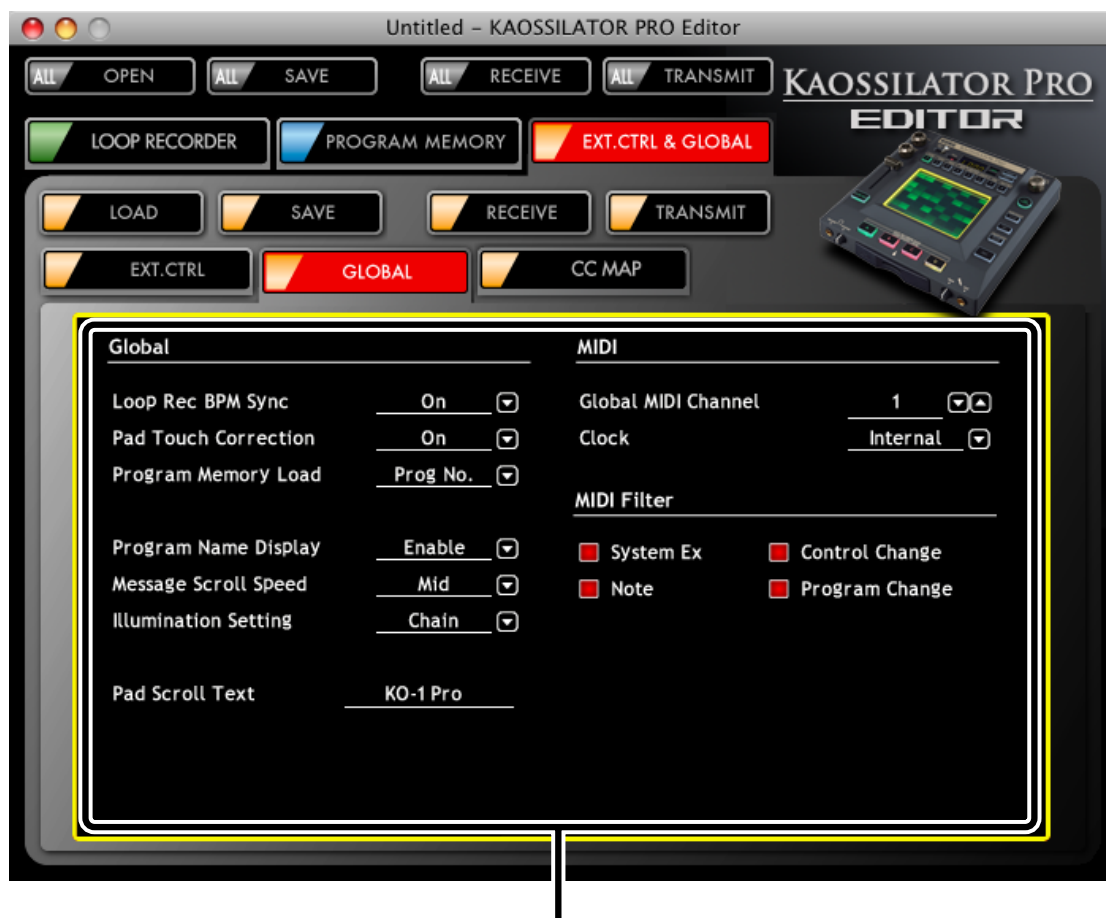 Untitled – KAOSSILATOR PRO Editor
ALL OPEN ALL SAVE ALL RECEIVE ALL TRANSMIT
KAOSSILATOR PRO
EDITOR
LOOP RECORDER PROGRAM MEMORY EXT.CTRL & GLOBAL
LOAD SAVE RECEIVE TRANSMIT
EXT.CTRL GLOBAL CC MAP
Global
Loop Rec BPM Sync On
Pad Touch Correction On
Program Memory Load Prog No.
Program Name Display Enable
Message Scroll Speed Mid
Illumination Setting Chain
Pad Scroll Text KO-1 Pro
MIDI
Global MIDI Channel 1
Clock Internal
MIDI Filter
System Ex Control Change
Note Program Change